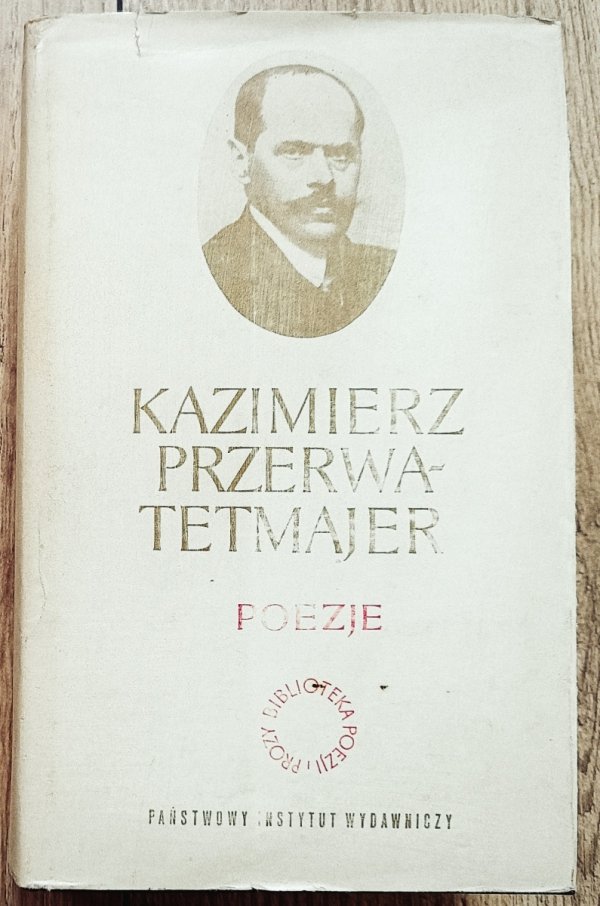 KAZIMIERZ
PRZERWA-
TETMAJER
POEZJE
BIBLIOTEKA POEZJI I PROZY
PAŃSTWOWY INSTYTUT WYDAWNICZY